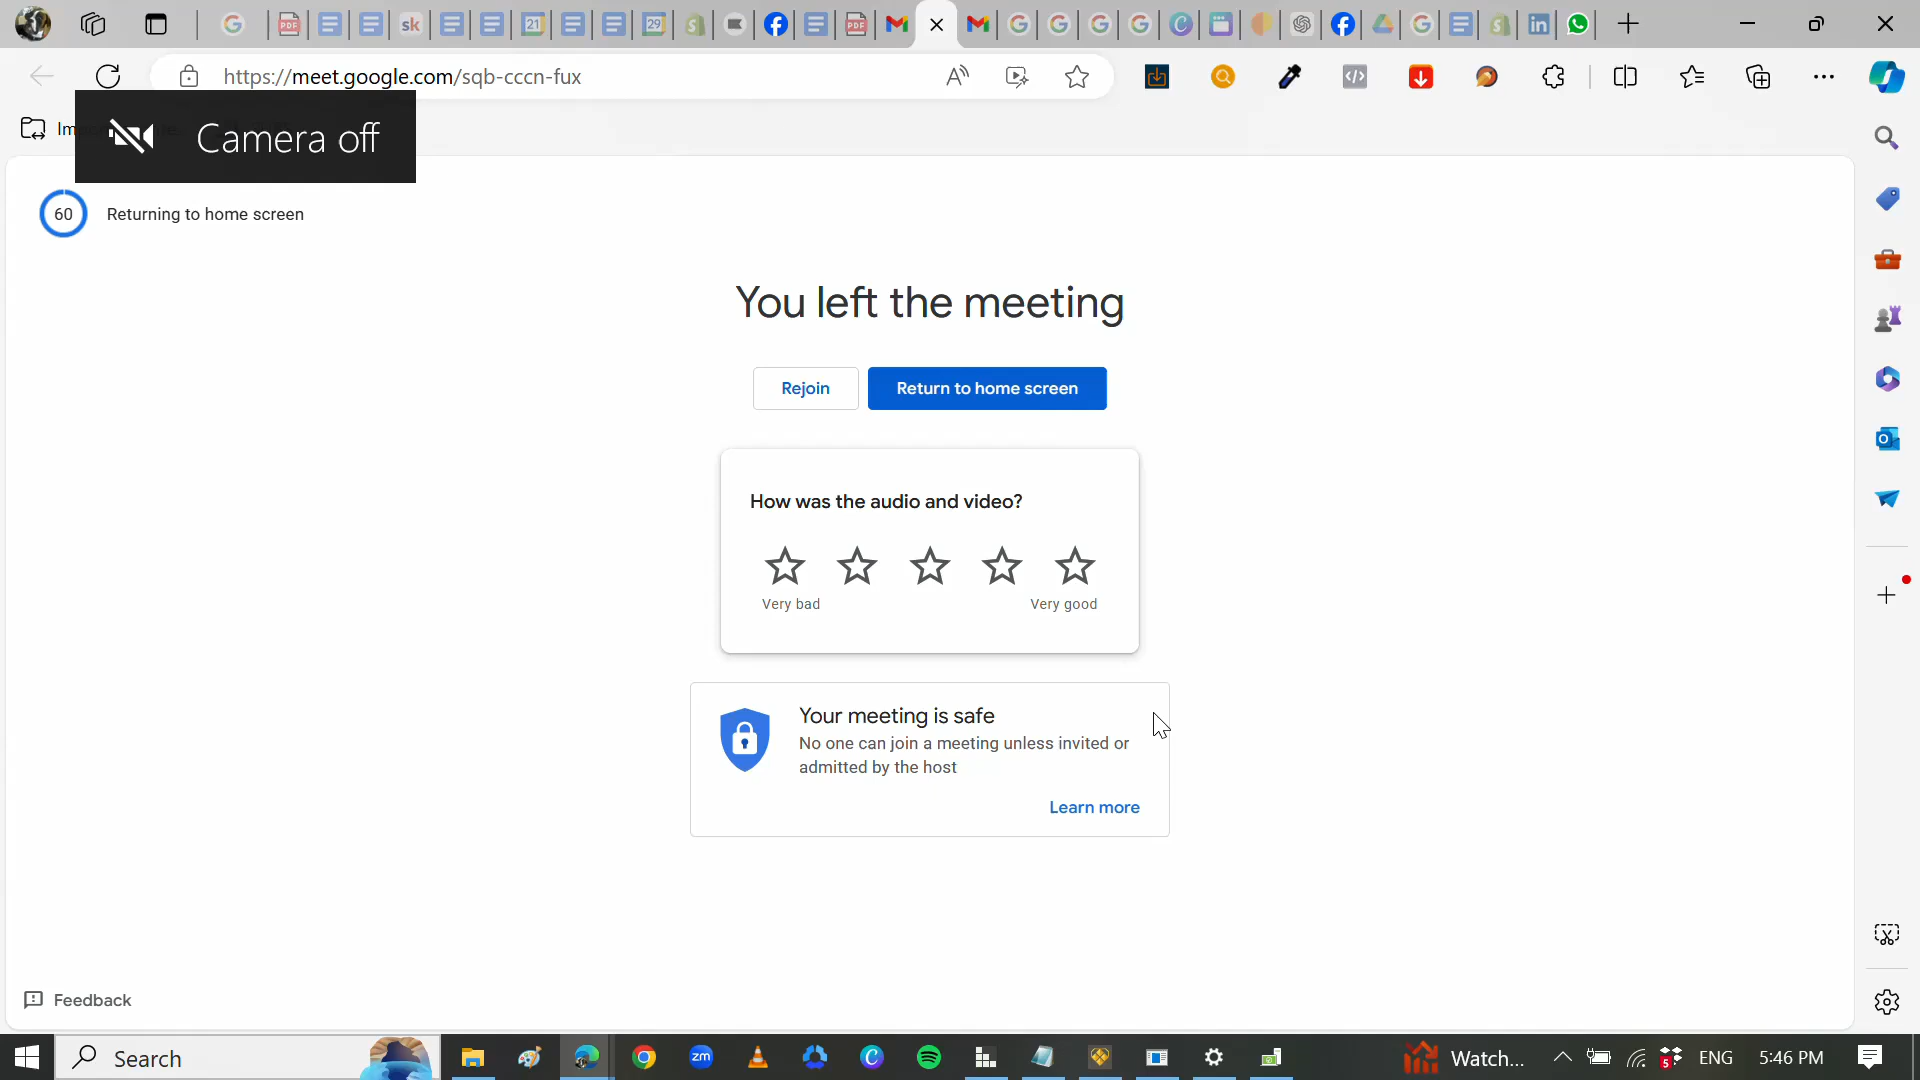 https://meet.google.com/sqb-cccn-fux
Im
Camera off
60
Returning to home screen
You left the meeting
Rejoin
Return to home screen
How was the audio and video?
Very bad
Very good
Your meeting is safe
No one can join a meeting unless invited or
admitted by the host
Learn more
Feedback
Search
Watch...
ENG
5:46 PM